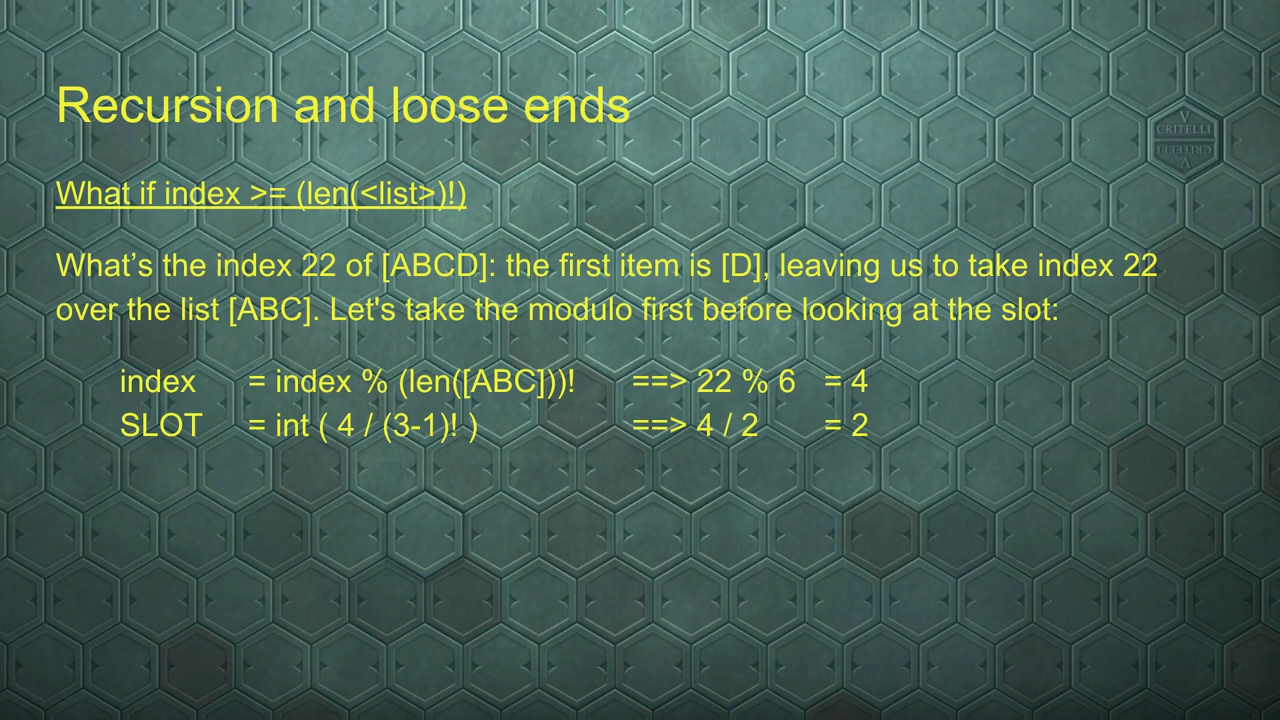 Recursion and loose ends
V
CRITELLI
CRITELLI
V
What if index >= (len(<list>)!)
What’s the index 22 of [ABCD]: the first item is [D], leaving us to take index 22
over the list [ABC]. Let's take the modulo first before looking at the slot:
index = index % (len([ABC]))! ==> 22 % 6 = 4
SLOT = int ( 4 / (3-1)! ) ==> 4 / 2 = 2